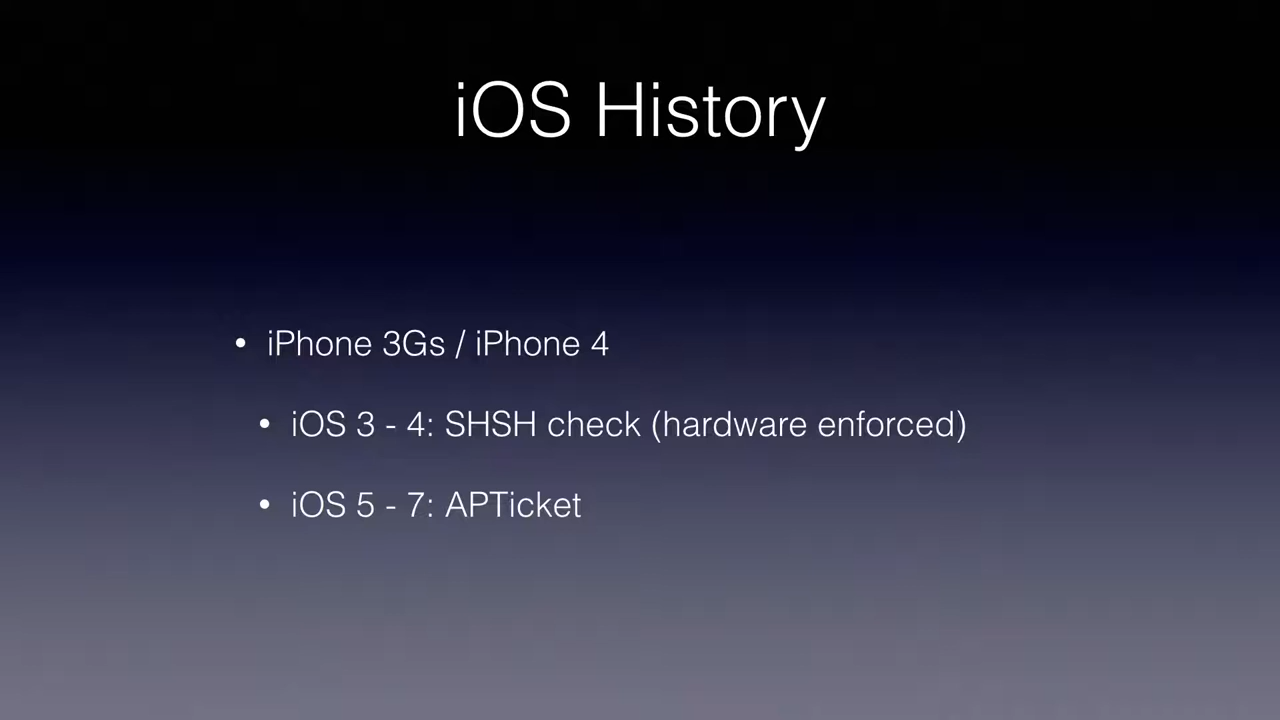 iOS History
• iPhone 3Gs / iPhone 4
• iOS 3 - 4: SHSH check (hardware enforced)
• iOS 5 - 7: APTicket